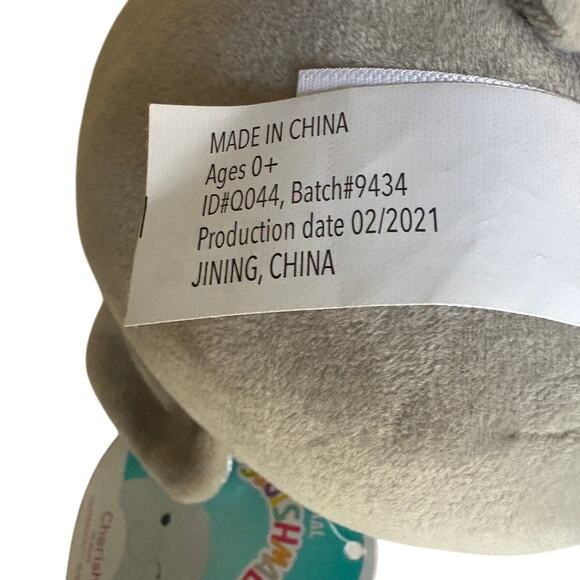 MADE IN CHINA
Ages 0+
ID#Q044, Batch#9434
Production date 02/2021
JINING, CHINA